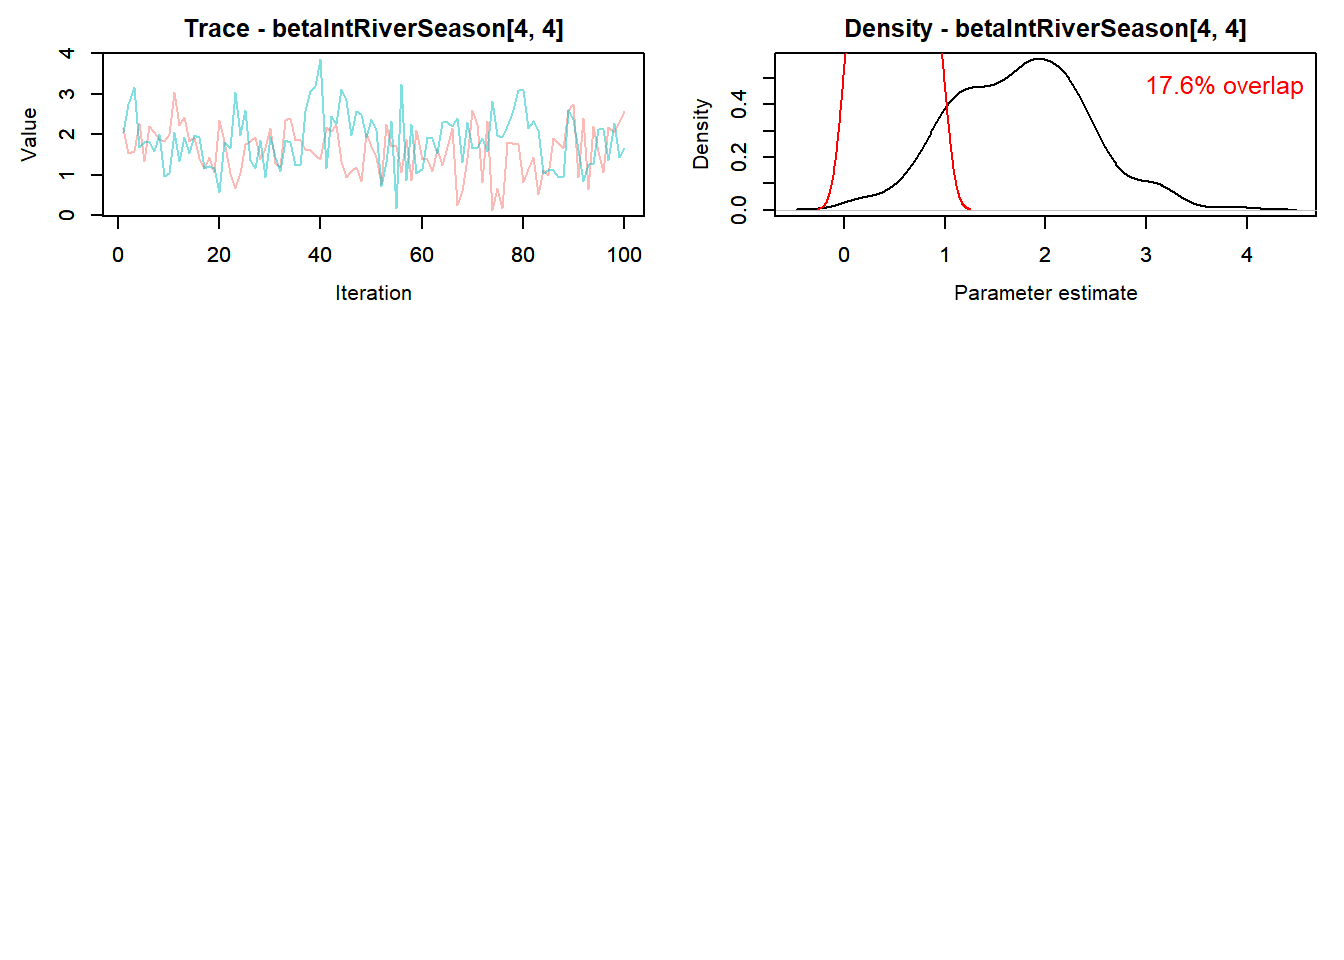 Trace - betaIntRiverSeason[4, 4]
Value
0
1
2
3
4
0 20 40 60 80 100
Iteration
Density - betaIntRiverSeason[4, 4]
17.6% overlap
Density
0.0
0.2
0.4
0 1 2 3 4
Parameter estimate